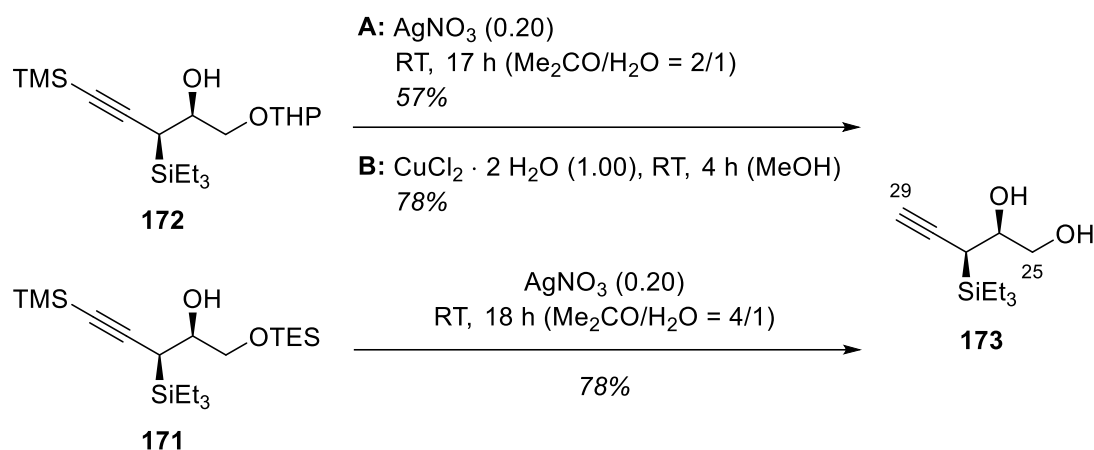 A: AgNO3 (0.20)
RT, 17 h (Me2CO/H2O = 2/1)
57%
TMS
OH
OTHP
SiEt3
172
B: CuCl2 · 2 H2O (1.00), RT, 4 h (MeOH)
78%
29
OH
OH
25
SiEt3
173
TMS
OH
OTES
SiEt3
171
AgNO3 (0.20)
RT, 18 h (Me2CO/H2O = 4/1)
78%